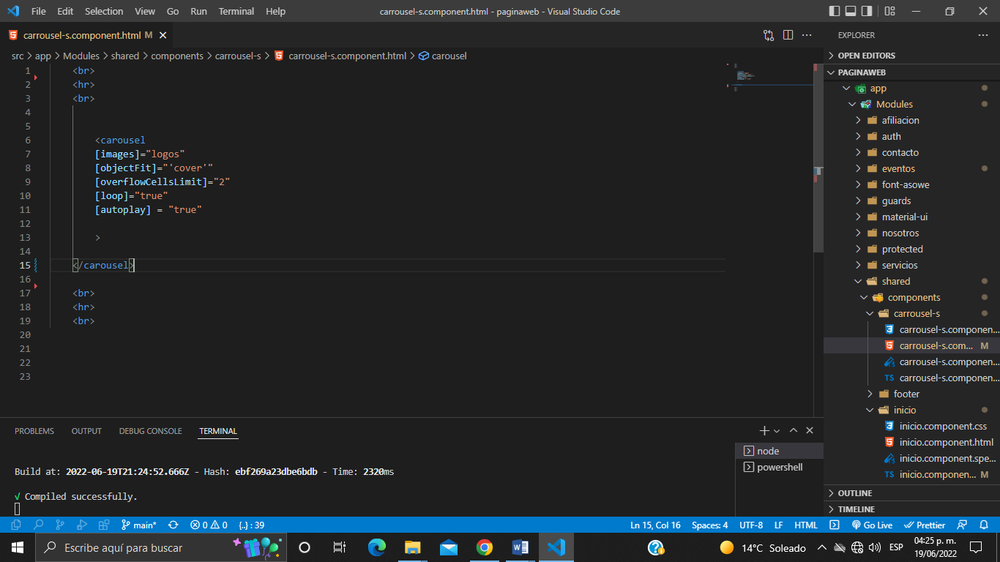 File Edit Selection View Go Run Terminal Help carrousel-s.component.html - paginaweb - Visual Studio Code
carrousel-s.component.html M
src > app > Modules > shared > components > carrousel-s > carrousel-s.component.html > carousel
1 <br>
2 <hr>
3 <br>
4
5
6 <carousel
7 [images]="logos"
8 [objectFit]="'cover'"
9 [overflowCellsLimit]="2"
10 [loop]="true"
11 [autoplay] = "true"
12
13 >
14
15 </carousel>
16
17 <br>
18 <hr>
19 <br>
20
21
22
23
EXPLORER
OPEN EDITORS
PAGINAWEB
app
Modules
afiliacion
auth
contacto
eventos
font-asowe
guards
material-ui
nosotros
protected
servicios
shared
components
carrousel-s
carrousel-s.componen...
carrousel-s.com... M
carrousel-s.componen...
TS carrousel-s.componen...
footer
inicio
inicio.component.css
inicio.component.html
inicio.component.spe...
TS inicio.componen... M
OUTLINE
TIMELINE
PROBLEMS OUTPUT DEBUG CONSOLE TERMINAL
Build at: 2022-06-19T21:24:52.666Z - Hash: ebf269a23dbe6bdb - Time: 2320ms
√ Compiled successfully.
node
powershell
main* 0 0 {..} : 39 Ln 15, Col 16 Spaces: 4 UTF-8 LF HTML Go Live Prettier
Escribe aquí para buscar
14°C Soleado ESP 04:25 p. m.
19/06/2022